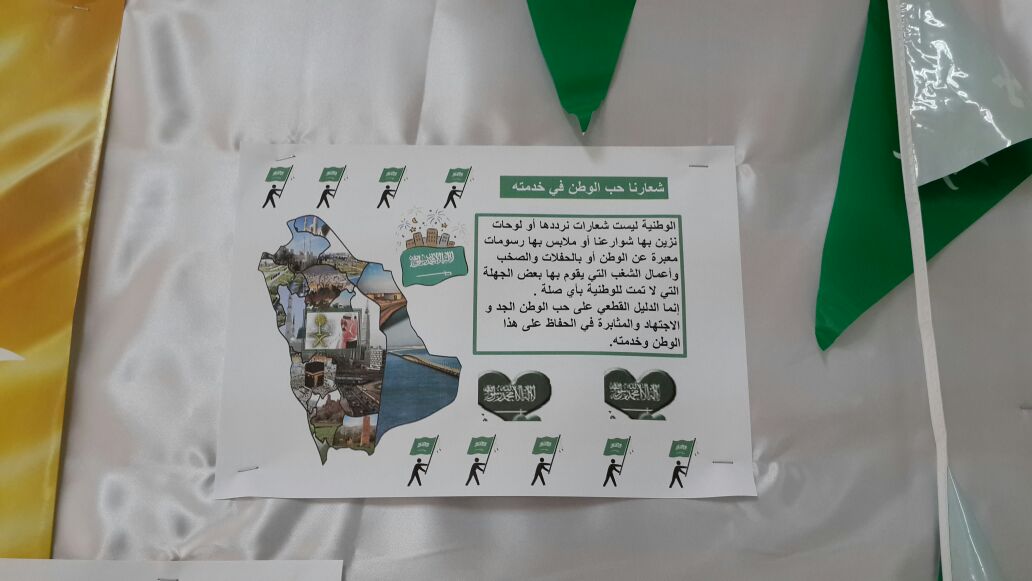 شعارنا حب الوطن في خدمته
الوطنية ليست شعارات نرددها أو لوحات
نزين بها شوارعنا أو ملابس بها رسومات
معبرة عن الوطن أو بالحفلات والصخب
وأعمال الشغب التي يقوم بها بعض الجهلة
التي لا تمت للوطنية بأي صلة .
إنما الدليل القطعي على حب الوطن الجد و
الاجتهاد والمثابرة في الحفاظ على هذا
الوطن وخدمته.